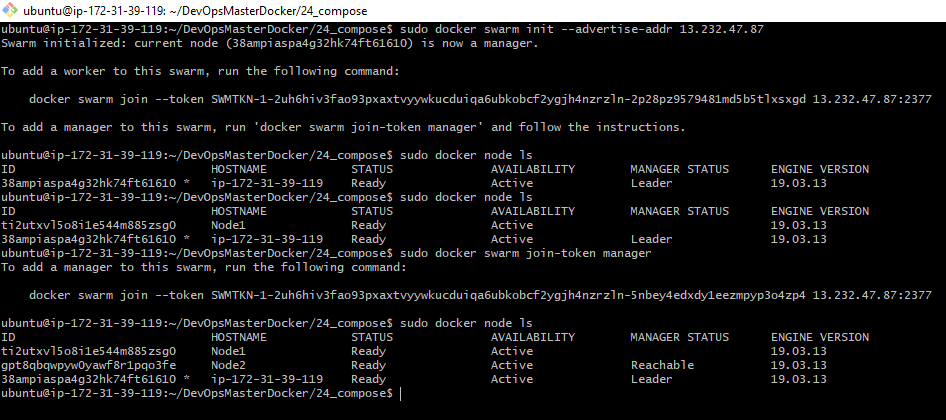 ubuntu@ip-172-31-39-119: ~/DevOpsMasterDocker/24_compose
ubuntu@ip-172-31-39-119:~/DevOpsMasterDocker/24_compose$ sudo docker swarm init --advertise-addr 13.232.47.87
Swarm initialized: current node (38ampiaspa4g32hk74ft61610) is now a manager.
To add a worker to this swarm, run the following command:
docker swarm join --token SWMTKN-1-2uh6hiv3fao93pxaxtvyywkucduiqa6ubkobcf2ygjh4nzrzln-2p28pz9579481md5b5tlxsxgd 13.232.47.87:2377
To add a manager to this swarm, run 'docker swarm join-token manager' and follow the instructions.
ubuntu@ip-172-31-39-119:~/DevOpsMasterDocker/24_compose$ sudo docker node ls
ID HOSTNAME STATUS AVAILABILITY MANAGER STATUS ENGINE VERSION
38ampiaspa4g32hk74ft61610 * ip-172-31-39-119 Ready Active Leader 19.03.13
ubuntu@ip-172-31-39-119:~/DevOpsMasterDocker/24_compose$ sudo docker node ls
ID HOSTNAME STATUS AVAILABILITY MANAGER STATUS ENGINE VERSION
ti2utxvl5o8i1e544m885zsg0 Node1 Ready Active 19.03.13
38ampiaspa4g32hk74ft61610 * ip-172-31-39-119 Ready Active Leader 19.03.13
ubuntu@ip-172-31-39-119:~/DevOpsMasterDocker/24_compose$ sudo docker swarm join-token manager
To add a manager to this swarm, run the following command:
docker swarm join --token SWMTKN-1-2uh6hiv3fao93pxaxtvyywkucduiqa6ubkobcf2ygjh4nzrzln-5nbey4edxdy1eezmpyp3o4zp4 13.232.47.87:2377
ubuntu@ip-172-31-39-119:~/DevOpsMasterDocker/24_compose$ sudo docker node ls
ID HOSTNAME STATUS AVAILABILITY MANAGER STATUS ENGINE VERSION
ti2utxvl5o8i1e544m885zsg0 Node1 Ready Active 19.03.13
gpt8qbqwpyw0yawf8r1pqo3fe Node2 Ready Active Reachable 19.03.13
38ampiaspa4g32hk74ft61610 * ip-172-31-39-119 Ready Active Leader 19.03.13
ubuntu@ip-172-31-39-119:~/DevOpsMasterDocker/24_compose$